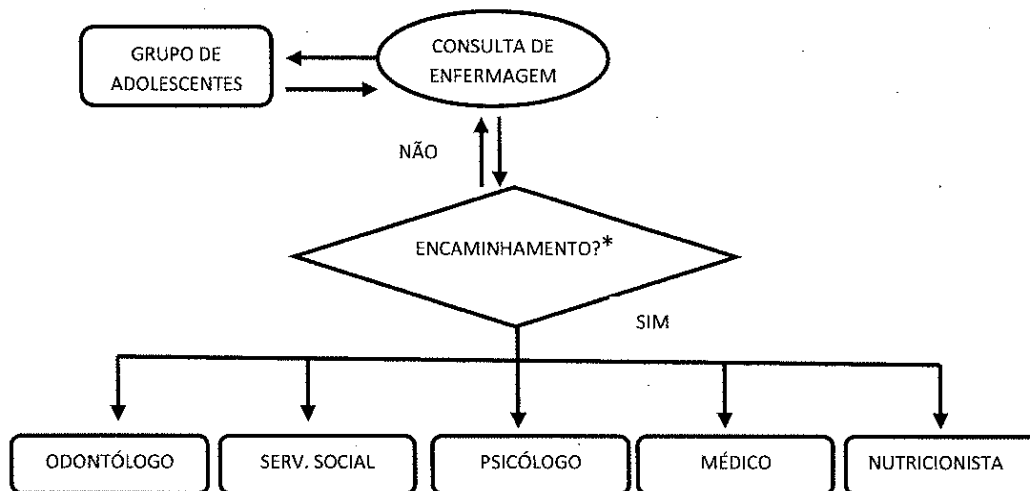 GRUPO DE
ADOLESCENTES
CONSULTA DE
ENFERMAGEM
NÃO
ENCAMINHAMENTO?*
SIM
ODONTÓLOGO
SERV. SOCIAL
PSICÓLOGO
MÉDICO
NUTRICIONISTA